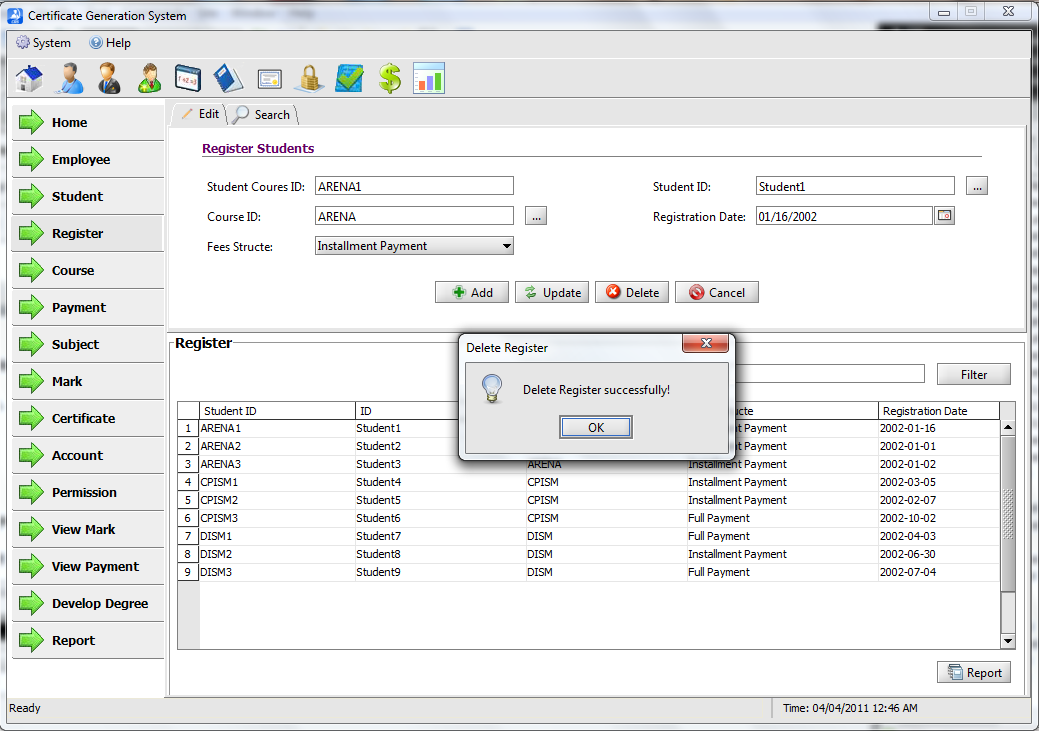 Certificate Generation System
System Help
Home
Employee
Student
Register
Course
Payment
Subject
Mark
Certificate
Account
Permission
View Mark
View Payment
Develop Degree
Report
Edit Search
Register Students
Student Coures ID: ARENA1 Student ID: Student1 ...
Course ID: ARENA ... Registration Date: 01/16/2002
Fees Structe: Installment Payment
Add Update Delete Cancel
Register
Filter
Delete Register
Delete Register successfully!
OK
Student ID ID Registration Date
1 ARENA1 Student1 Payment 2002-01-16
2 ARENA2 Student2 Payment 2002-01-01
3 ARENA3 Student3 ARENA Installment Payment 2002-01-02
4 CPISM1 Student4 CPISM Installment Payment 2002-03-05
5 CPISM2 Student5 CPISM Installment Payment 2002-02-07
6 CPISM3 Student6 CPISM Full Payment 2002-10-02
7 DISM1 Student7 DISM Full Payment 2002-04-03
8 DISM2 Student8 DISM Installment Payment 2002-06-30
9 DISM3 Student9 DISM Full Payment 2002-07-04
Report
Ready Time: 04/04/2011 12:46 AM